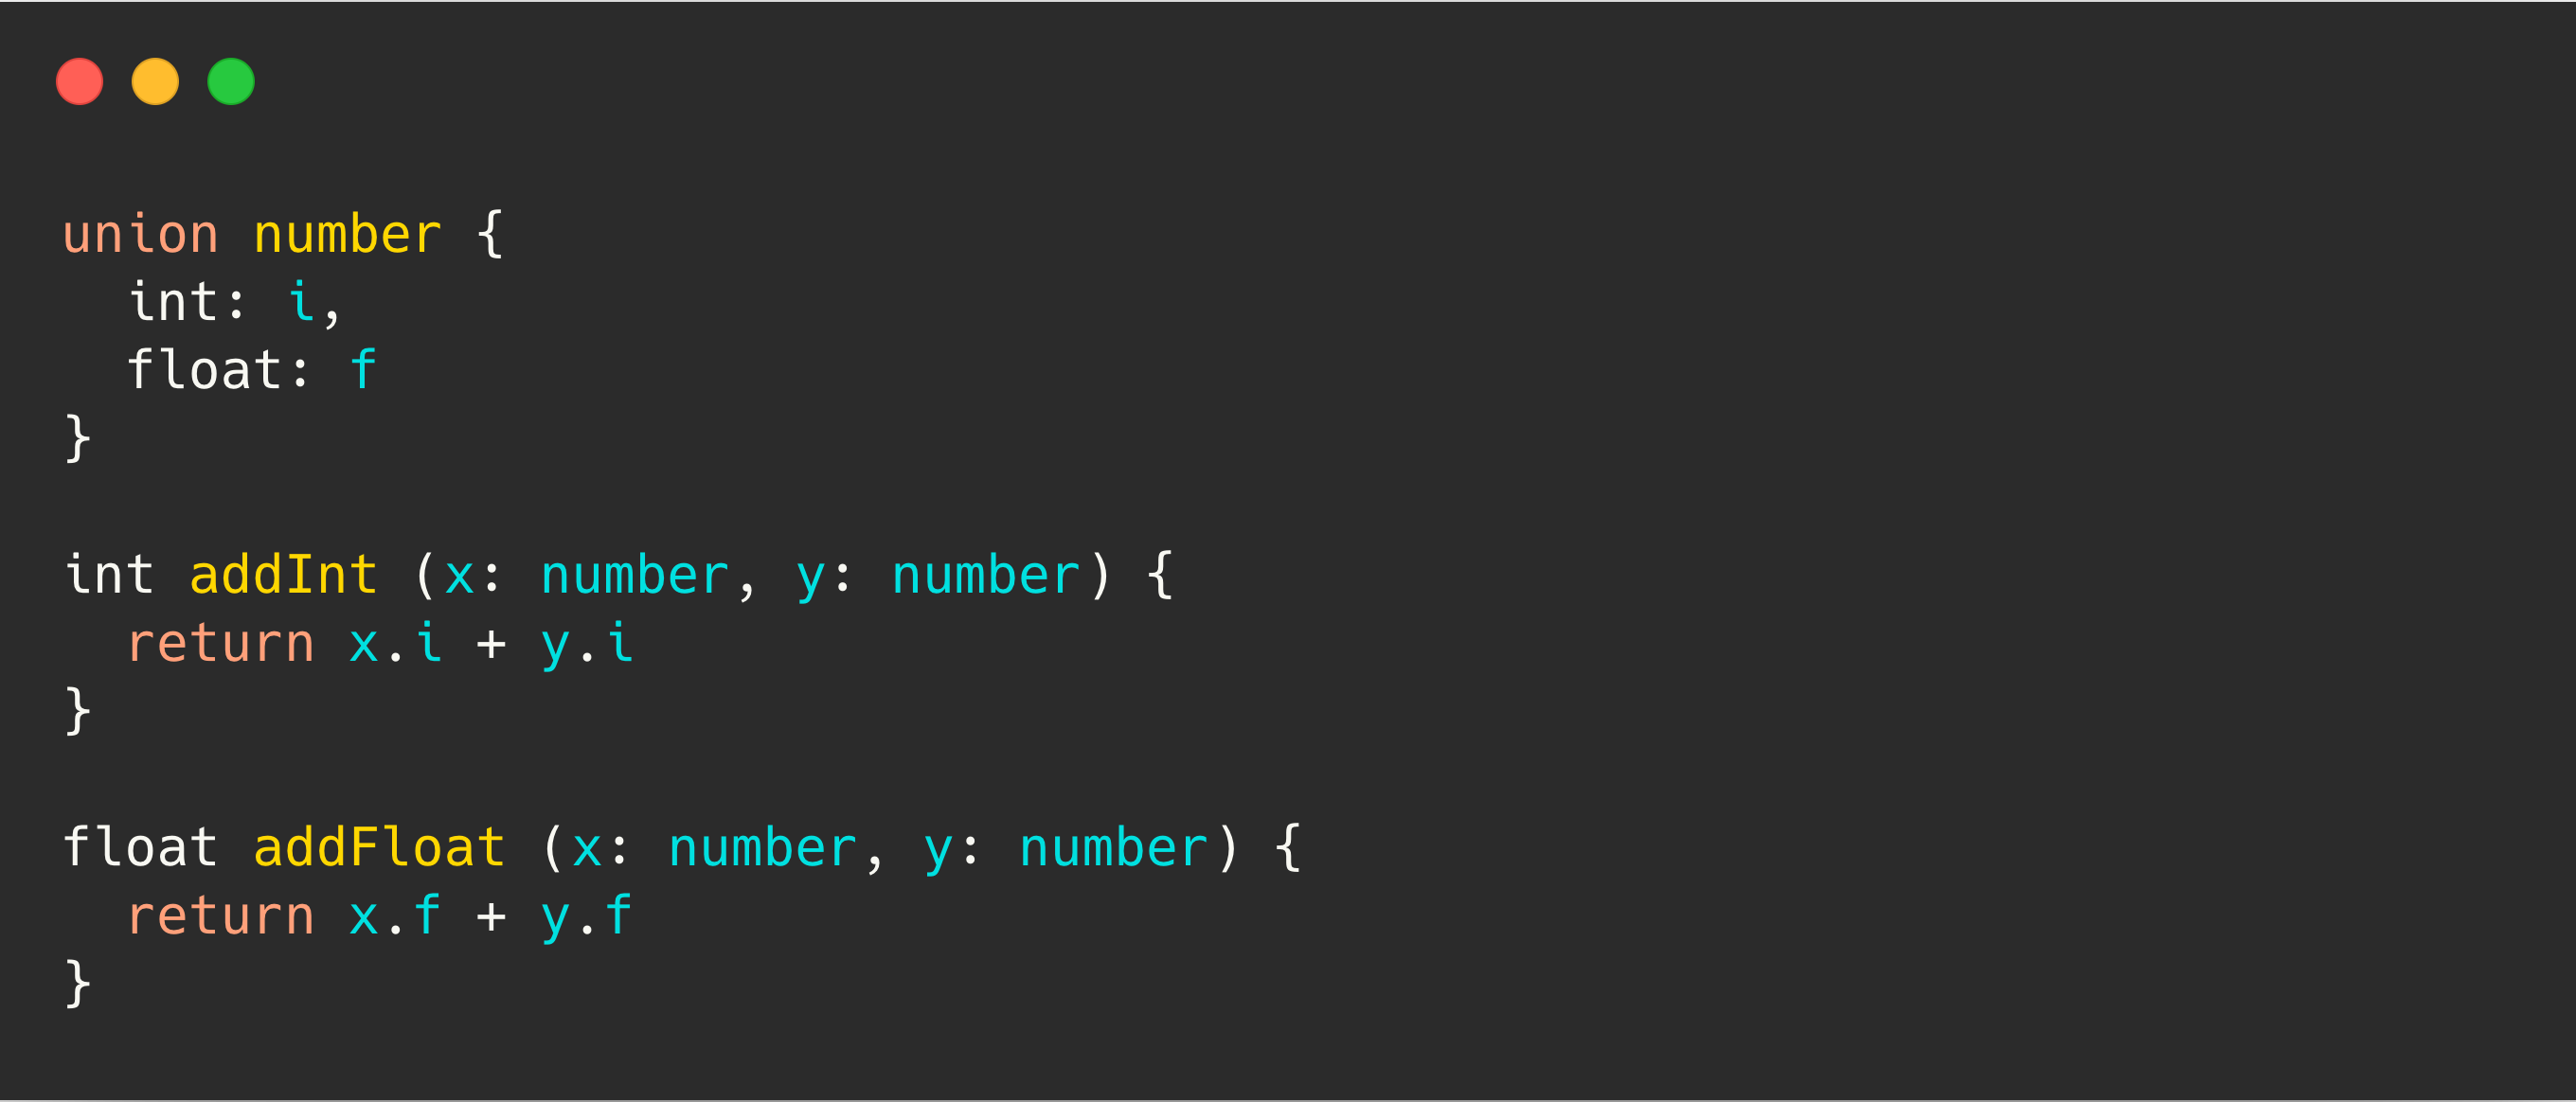 union number {
  int: i,
  float: f
}
int addInt (x: number, y: number) {
  return x.i + y.i
}
float addFloat (x: number, y: number) {
  return x.f + y.f
}